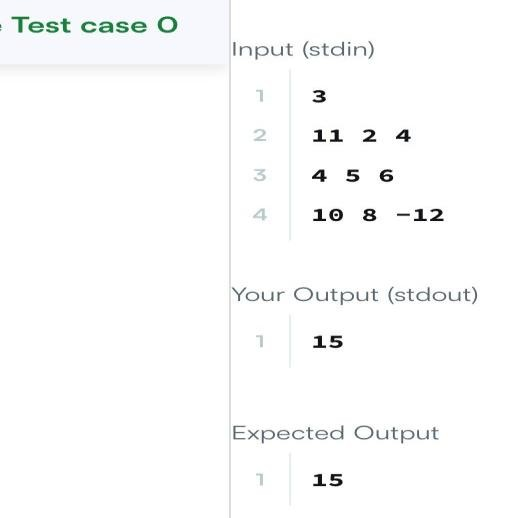 Test case 0
Input (stdin)
1 3
2 11 2 4
3 4 5 6
4 10 8 -12
Your Output (stdout)
1 15
Expected Output
1 15